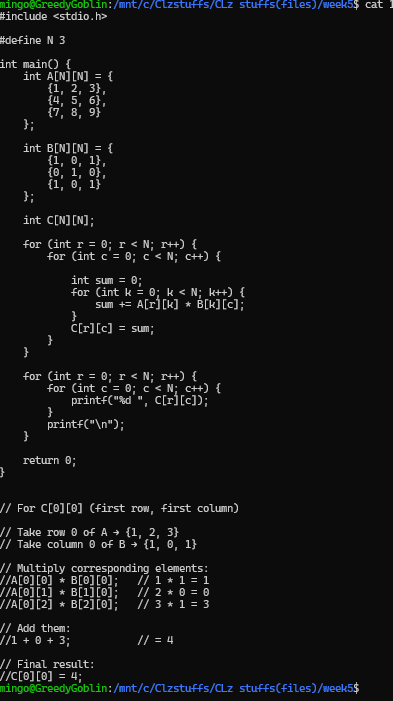 mingo@GreedyGoblin:/mnt/c/Clzstuffs/CLz stuffs(files)/week5$ cat 1
#include <stdio.h>

#define N 3

int main() {
    int A[N][N] = {
        {1, 2, 3},
        {4, 5, 6},
        {7, 8, 9}
    };

    int B[N][N] = {
        {1, 0, 1},
        {0, 1, 0},
        {1, 0, 1}
    };

    int C[N][N];

    for (int r = 0; r < N; r++) {
        for (int c = 0; c < N; c++) {

            int sum = 0;
            for (int k = 0; k < N; k++) {
                sum += A[r][k] * B[k][c];
            }
            C[r][c] = sum;
        }
    }

    for (int r = 0; r < N; r++) {
        for (int c = 0; c < N; c++) {
            printf("%d ", C[r][c]);
        }
        printf("\n");
    }

    return 0;
}


// For C[0][0] (first row, first column)

// Take row 0 of A → {1, 2, 3}
// Take column 0 of B → {1, 0, 1}

// Multiply corresponding elements:
//A[0][0] * B[0][0];   // 1 * 1 = 1
//A[0][1] * B[1][0];   // 2 * 0 = 0
//A[0][2] * B[2][0];   // 3 * 1 = 3

// Add them:
//1 + 0 + 3;           // = 4

// Final result:
//C[0][0] = 4;
mingo@GreedyGoblin:/mnt/c/Clzstuffs/CLz stuffs(files)/week5$